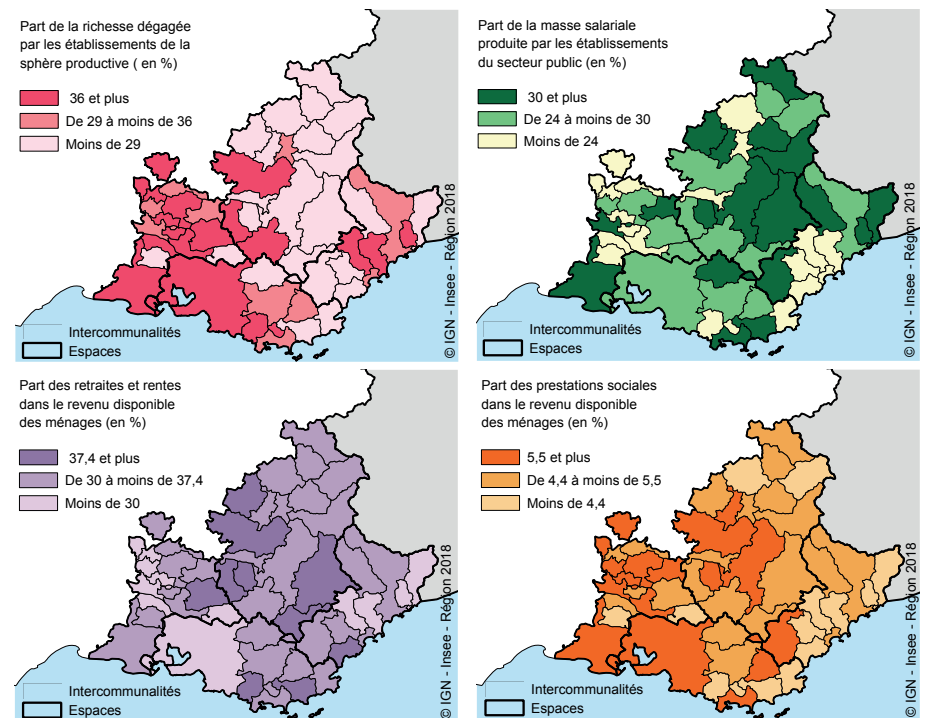 Part de la richesse dégagée
par les établissements de la
sphère productive ( en %)
36 et plus
De 29 à moins de 36
Moins de 29
Intercommunalités
Espaces
© IGN - Insee - Région 2018
Part de la masse salariale
produite par les établissements
du secteur public (en %)
30 et plus
De 24 à moins de 30
Moins de 24
Intercommunalités
Espaces
© IGN - Insee - Région 2018
Part des retraites et rentes
dans le revenu disponible
des ménages (en %)
37,4 et plus
De 30 à moins de 37,4
Moins de 30
Intercommunalités
Espaces
© IGN - Insee - Région 2018
Part des prestations sociales
dans le revenu disponible
des ménages (en %)
5,5 et plus
De 4,4 à moins de 5,5
Moins de 4,4
Intercommunalités
Espaces
© IGN - Insee - Région 2018